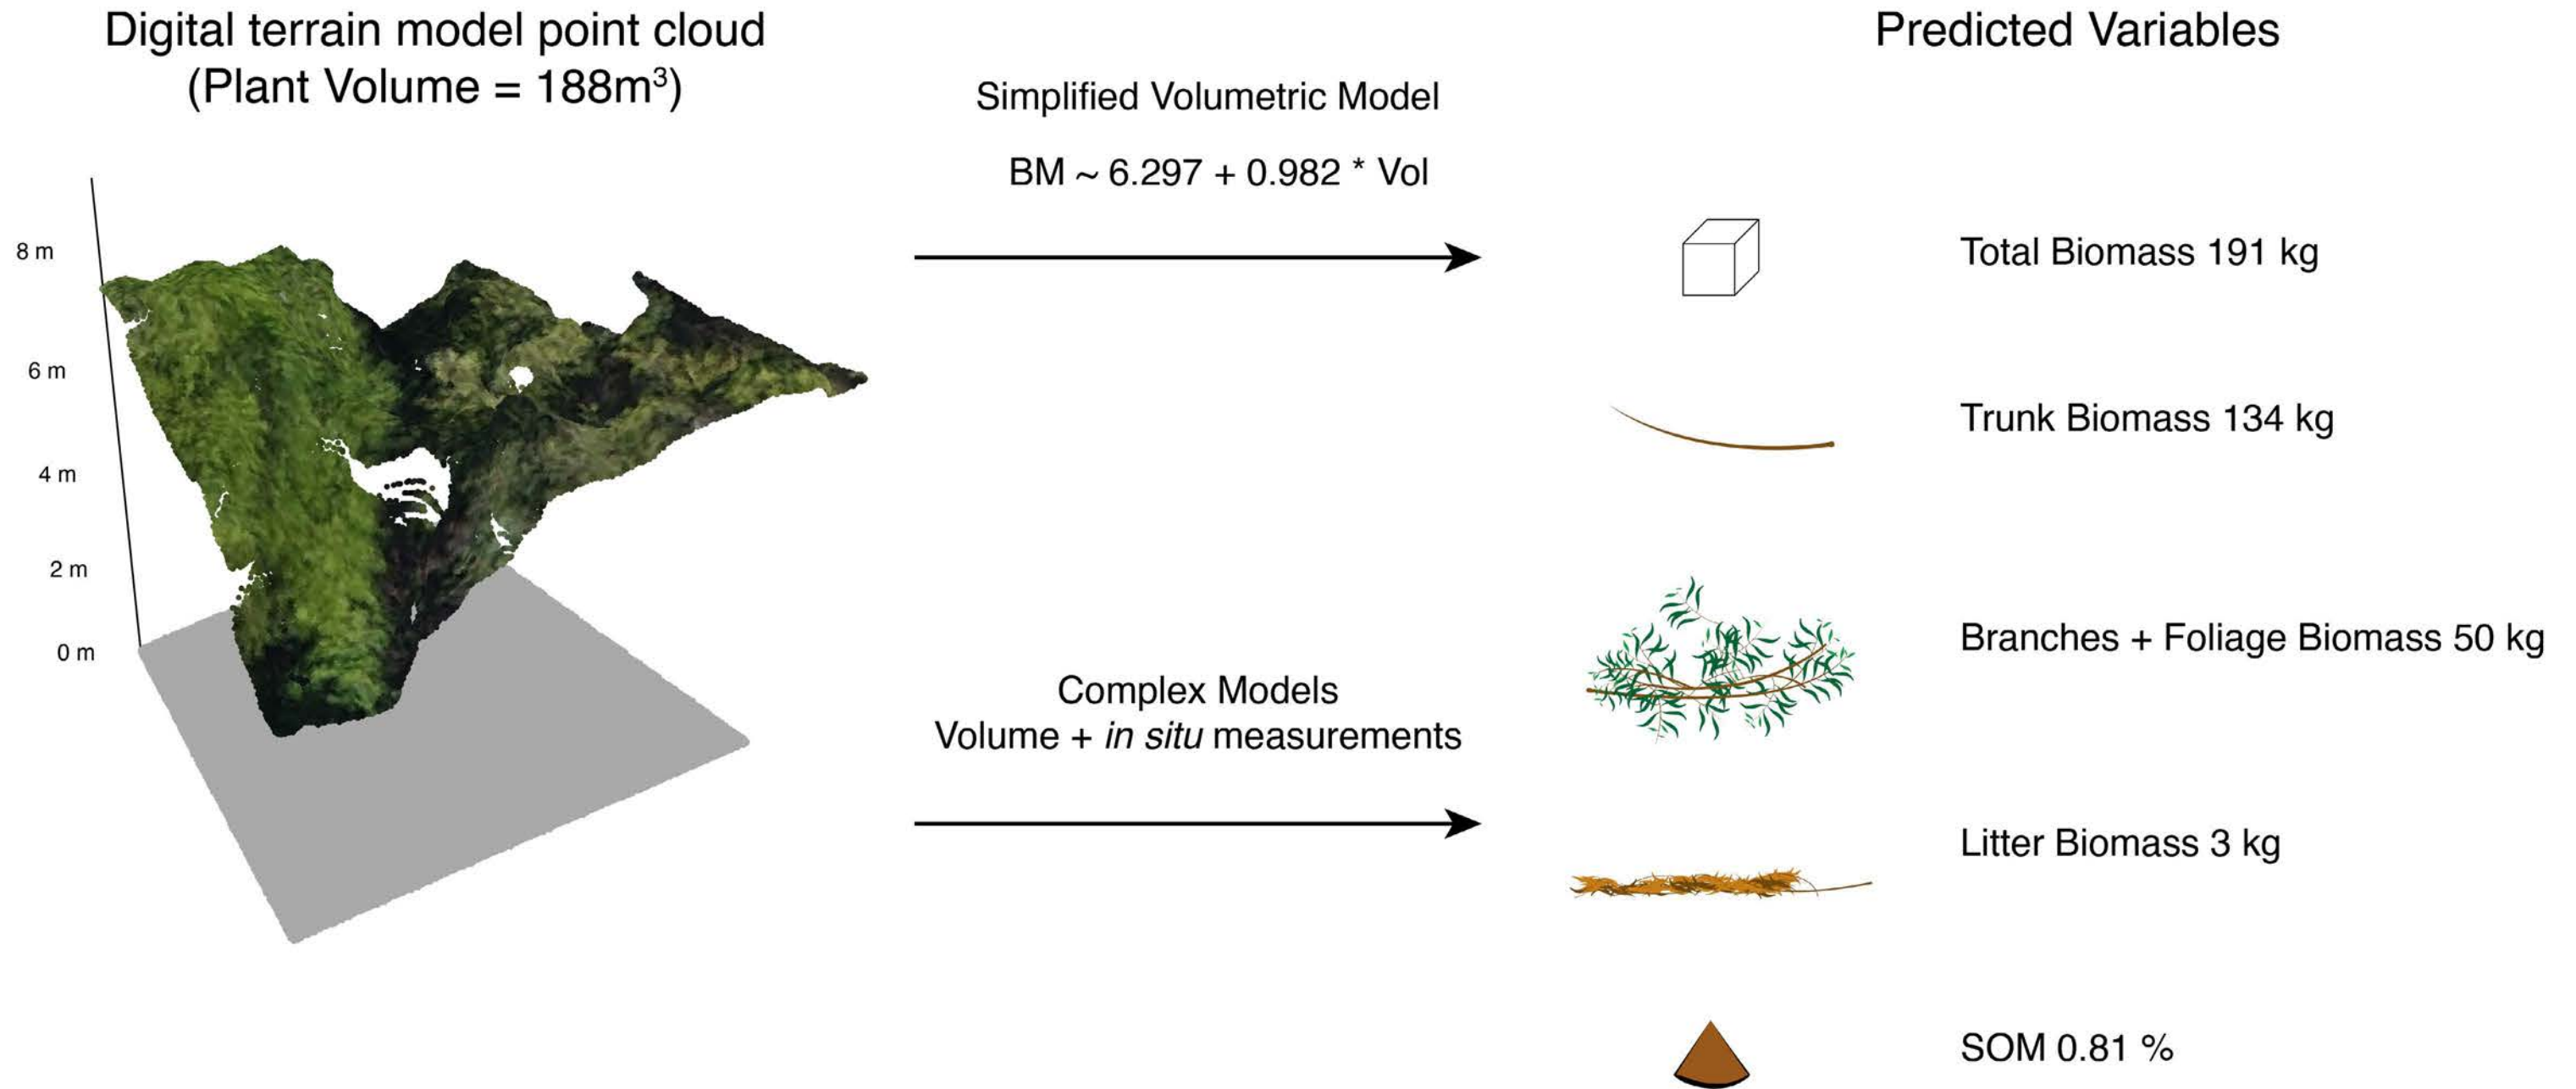 Digital terrain model point cloud
(Plant Volume = 188m³)
Predicted Variables
Simplified Volumetric Model
BM ~ 6.297 + 0.982 * Vol
8 m
6 m
4 m
2 m
0 m
Total Biomass 191 kg
Trunk Biomass 134 kg
Complex Models
Volume + in situ measurements
Branches + Foliage Biomass 50 kg
Litter Biomass 3 kg
SOM 0.81 %